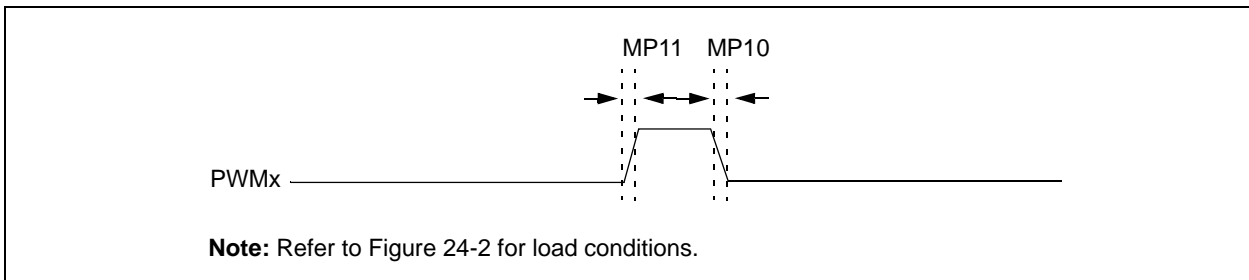 MP11 MP10
PWMx
Note: Refer to Figure 24-2 for load conditions.